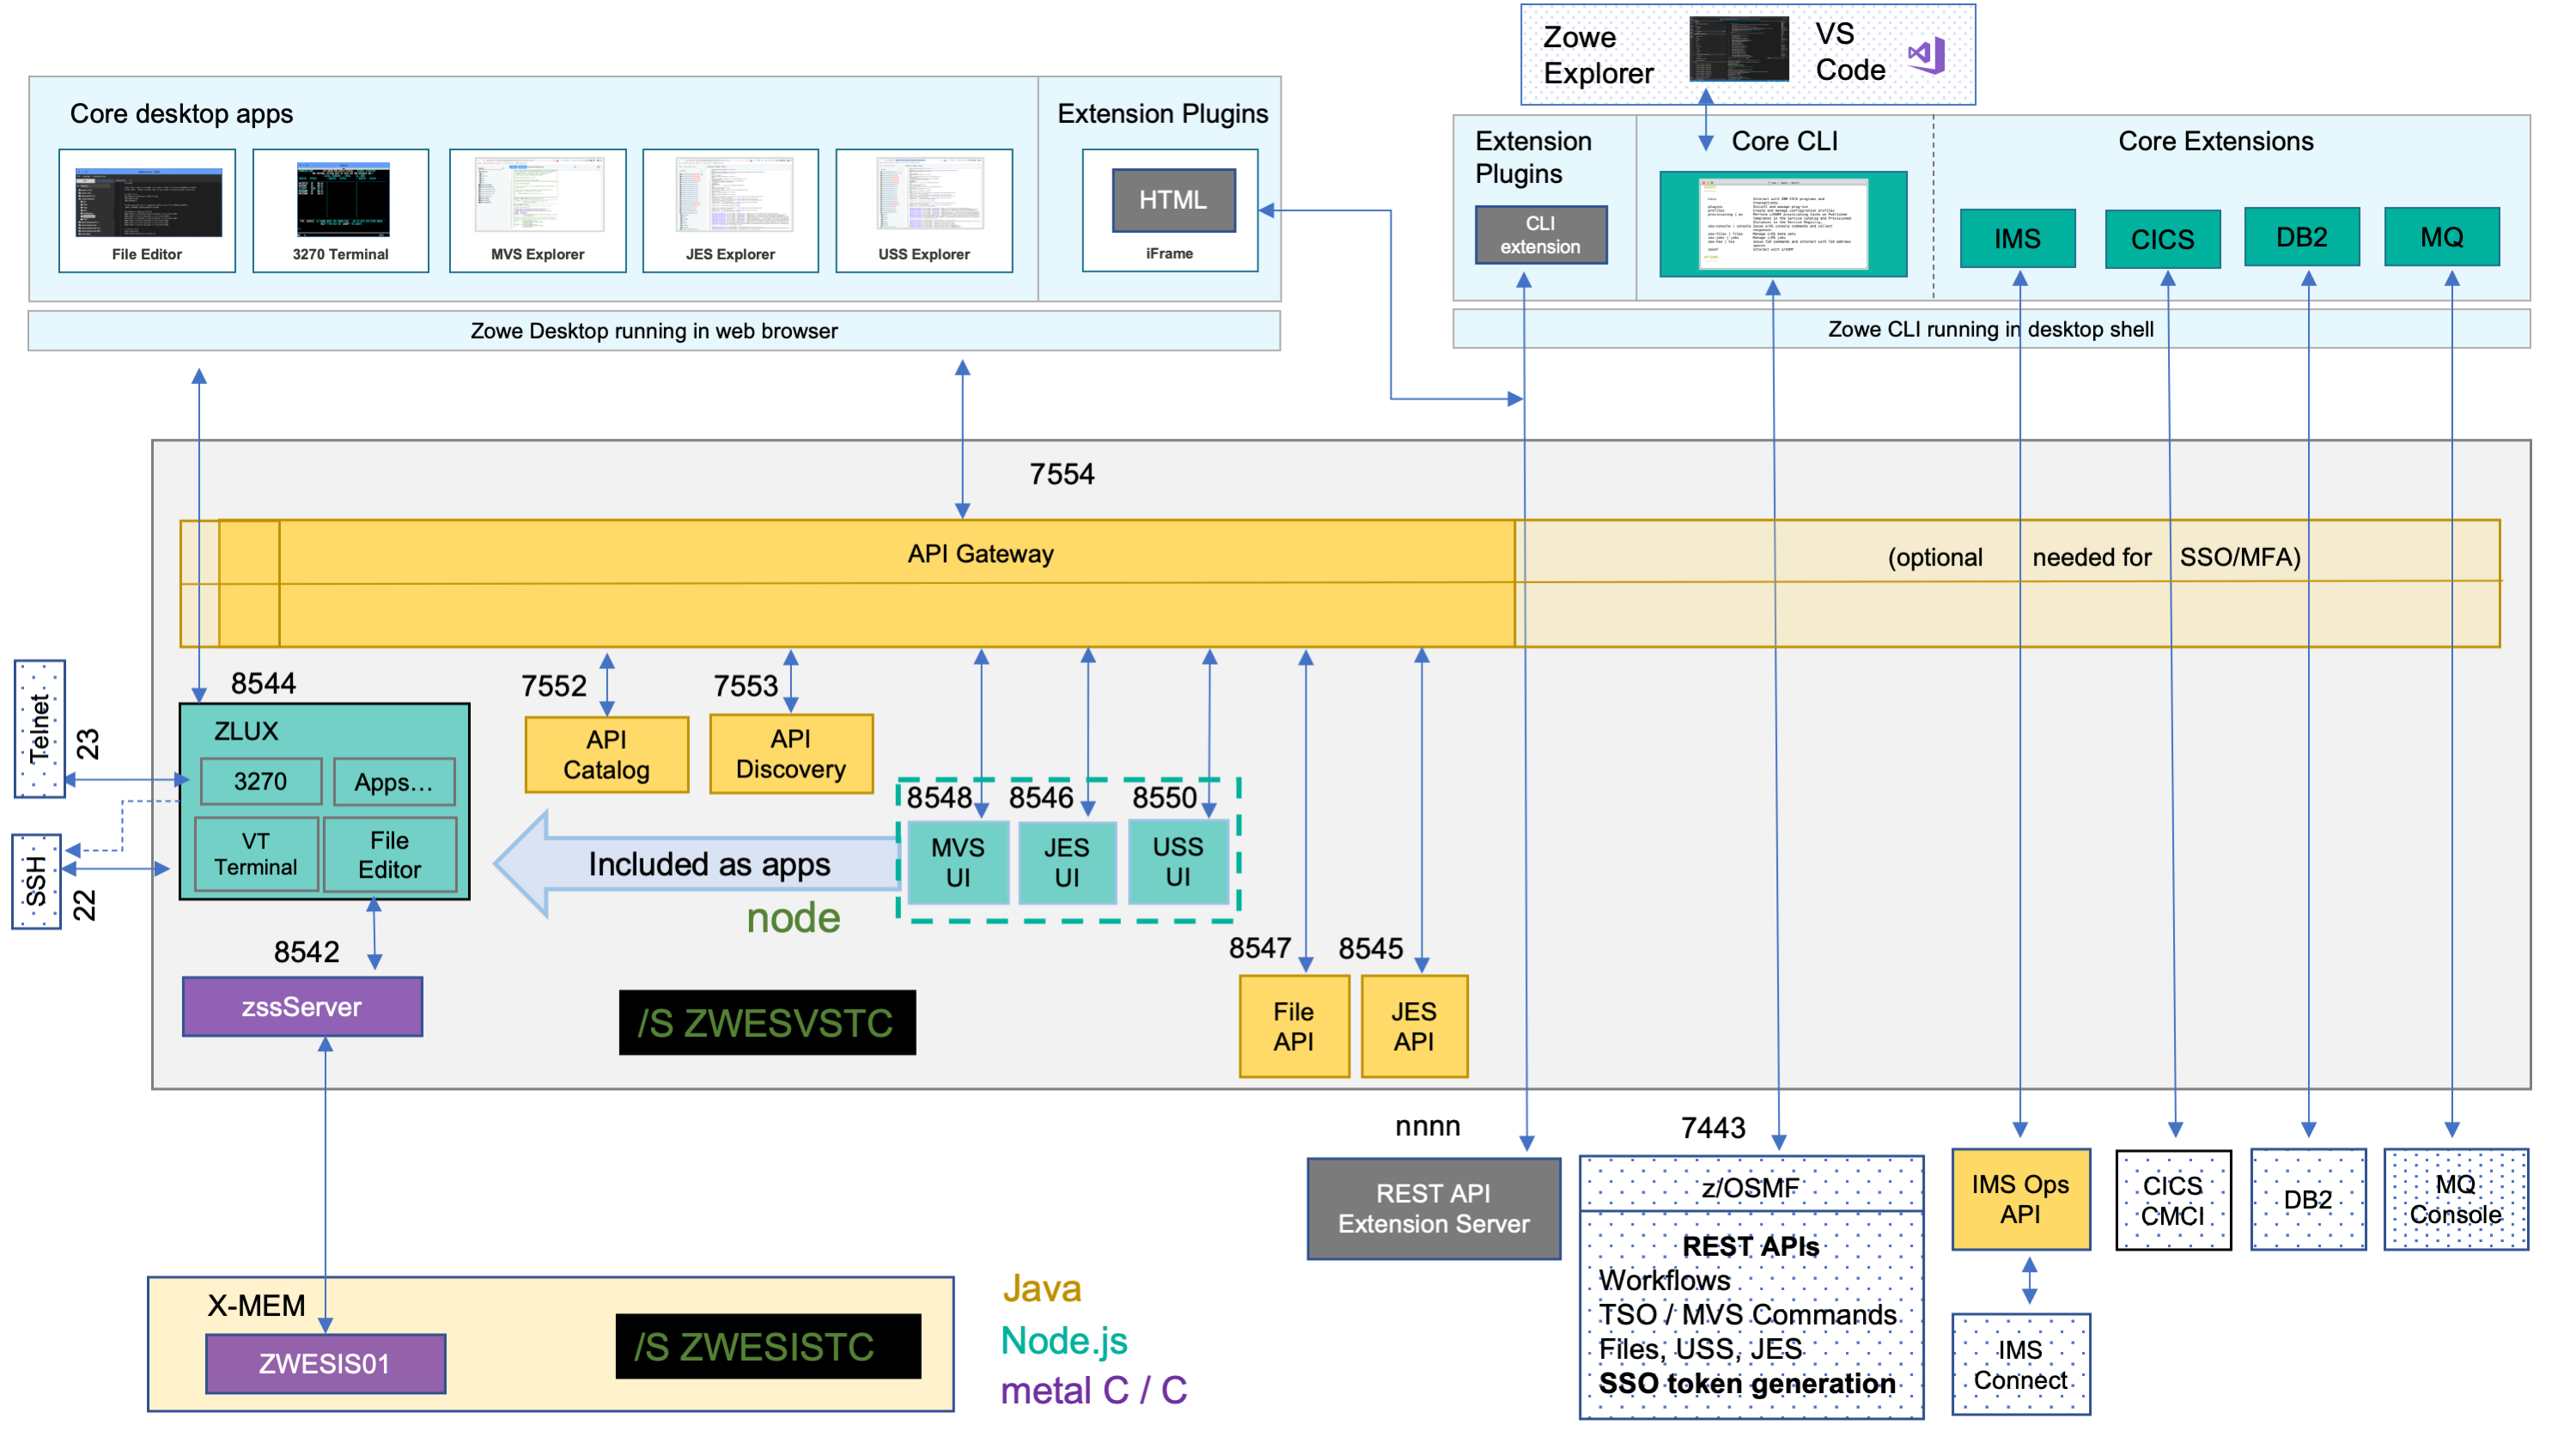 Zowe
Explorer
VS
Code
Core desktop apps
Extension Plugins
File Editor
3270 Terminal
MVS Explorer
JES Explorer
USS Explorer
HTML
iFrame
Zowe Desktop running in web browser
Extension
Plugins
Core CLI
Core Extensions
CLI
extension
IMS
CICS
DB2
MQ
Zowe CLI running in desktop shell
7554
API Gateway
(optional needed for SSO/MFA)
Telnet
23
SSH
22
8544
ZLUX
3270
Apps...
VT
Terminal
File
Editor
7552
API
Catalog
7553
API
Discovery
8548
8546
8550
MVS
UI
JES
UI
USS
UI
Included as apps
node
8542
zssServer
/S ZWESVSTC
8547
8545
File
API
JES
API
X-MEM
ZWESIS01
/S ZWESISTC
Java
Node.js
metal C / C
nnnn
REST API
Extension Server
7443
z/OSMF
REST APIs
Workflows
TSO / MVS Commands
Files, USS, JES
SSO token generation
IMS Ops
API
IMS
Connect
CICS
CMCI
DB2
MQ
Console